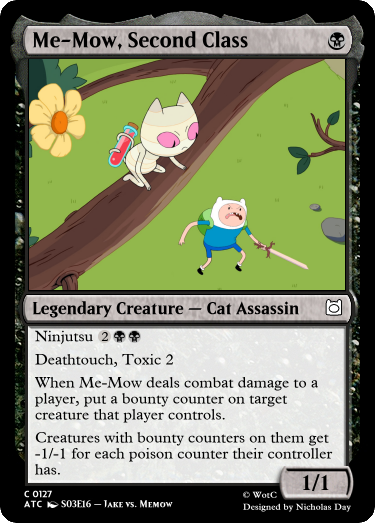 Me-Mow, Second Class
Legendary Creature — Cat Assassin
Ninjutsu 2
Deathtouch, Toxic 2
When Me-Mow deals combat damage to a
player, put a bounty counter on target
creature that player controls.
Creatures with bounty counters on them get
-1/-1 for each poison counter their controller
has.
1/1
C 0127
ATC S03E16 — Jake vs. Memow
© WotC
Designed by Nicholas Day